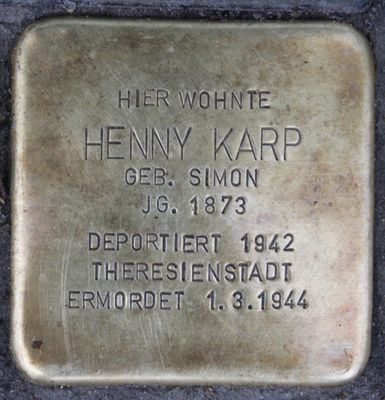 HIER WOHNTE
HENNY KARP
GEB. SIMON
JG. 1873
DEPORTIERT 1942
THERESIENSTADT
ERMORDET 1.3.1944